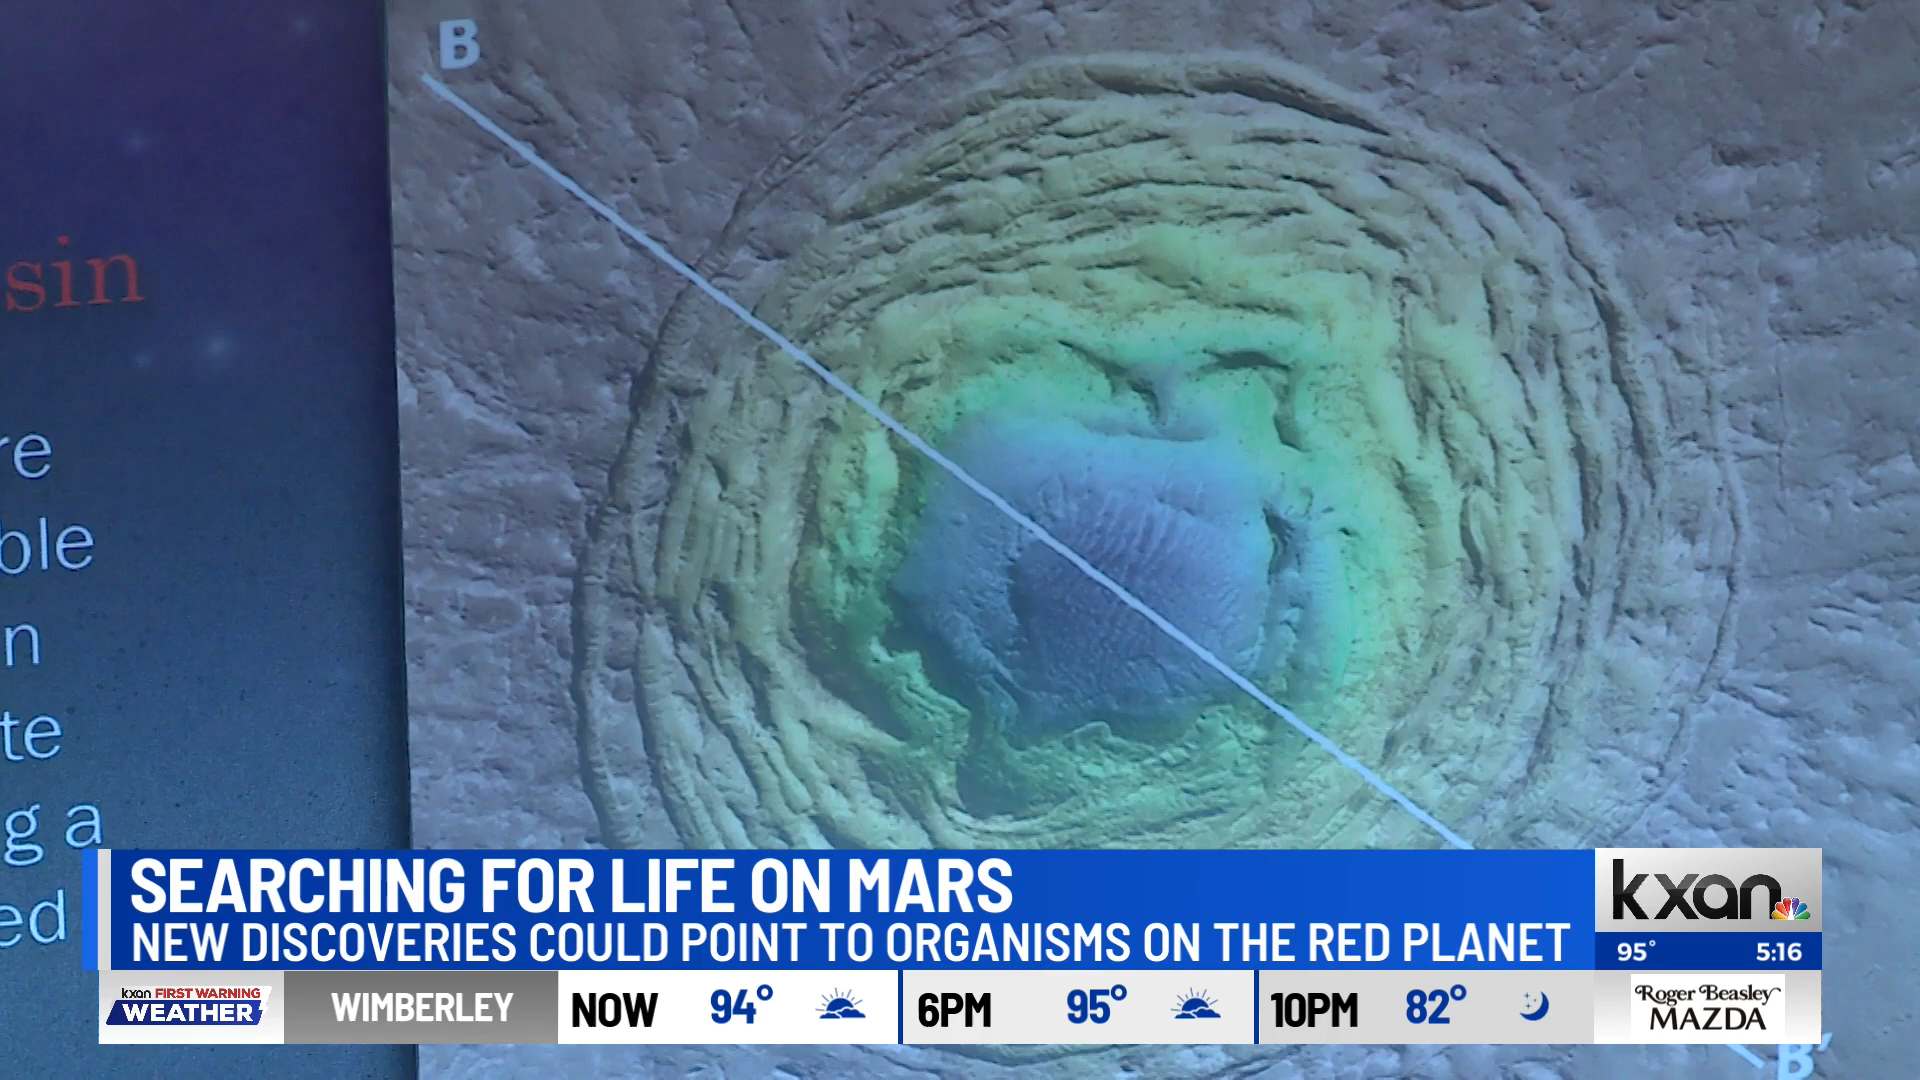 B
sin
re
ble
n
te
g a
ed
SEARCHING FOR LIFE ON MARS
NEW DISCOVERIES COULD POINT TO ORGANISMS ON THE RED PLANET
kxan
95° 5:16
kxan FIRST WARNING
WEATHER
WIMBERLEY NOW 94° 6PM 95° 10PM 82°
Roger Beasley
MAZDA
B'